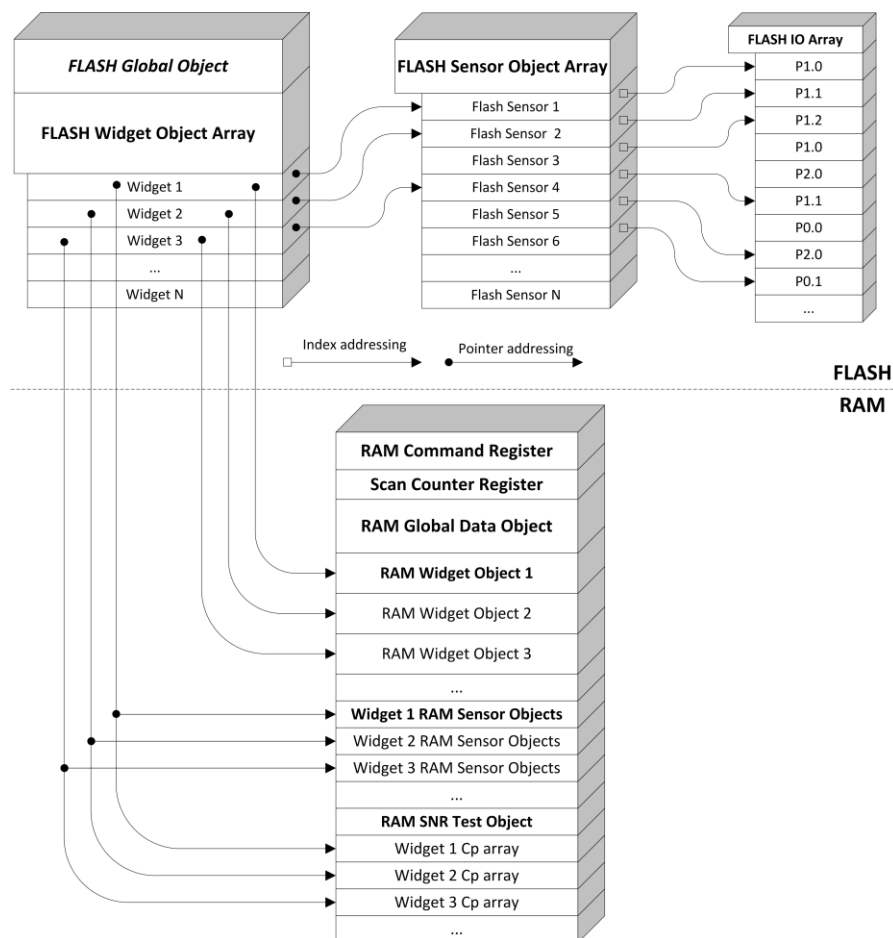 FLASH Global Object
FLASH Widget Object Array
Widget 1
Widget 2
Widget 3
...
Widget N
FLASH Sensor Object Array
Flash Sensor 1
Flash Sensor 2
Flash Sensor 3
Flash Sensor 4
Flash Sensor 5
Flash Sensor 6
...
Flash Sensor N
FLASH IO Array
P1.0
P1.1
P1.2
P1.0
P2.0
P1.1
P0.0
P2.0
P0.1
...
Index addressing
Pointer addressing
FLASH
RAM
RAM Command Register
Scan Counter Register
RAM Global Data Object
RAM Widget Object 1
RAM Widget Object 2
RAM Widget Object 3
...
Widget 1 RAM Sensor Objects
Widget 2 RAM Sensor Objects
Widget 3 RAM Sensor Objects
...
RAM SNR Test Object
Widget 1 Cp array
Widget 2 Cp array
Widget 3 Cp array
...